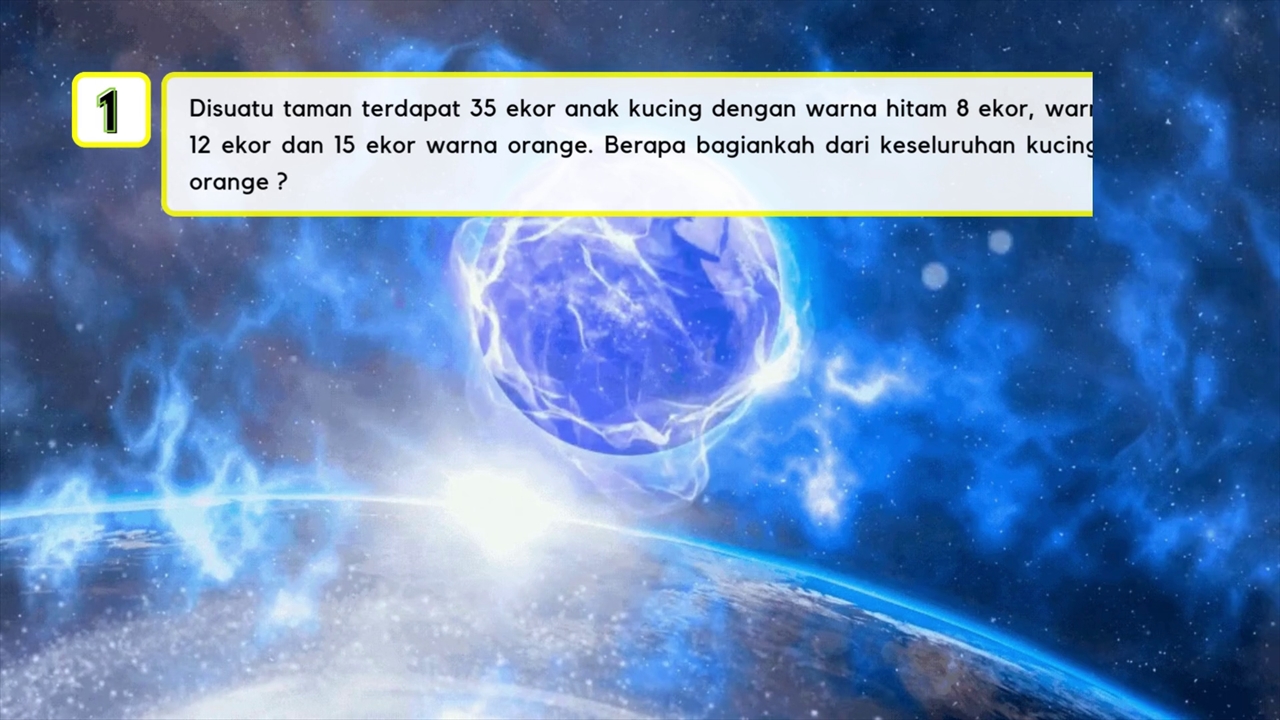 1
Disuatu taman terdapat 35 ekor anak kucing dengan warna hitam 8 ekor,
12 ekor dan 15 ekor warna orange. Berapa bagiankah dari keseluruhan kucing
orange ?